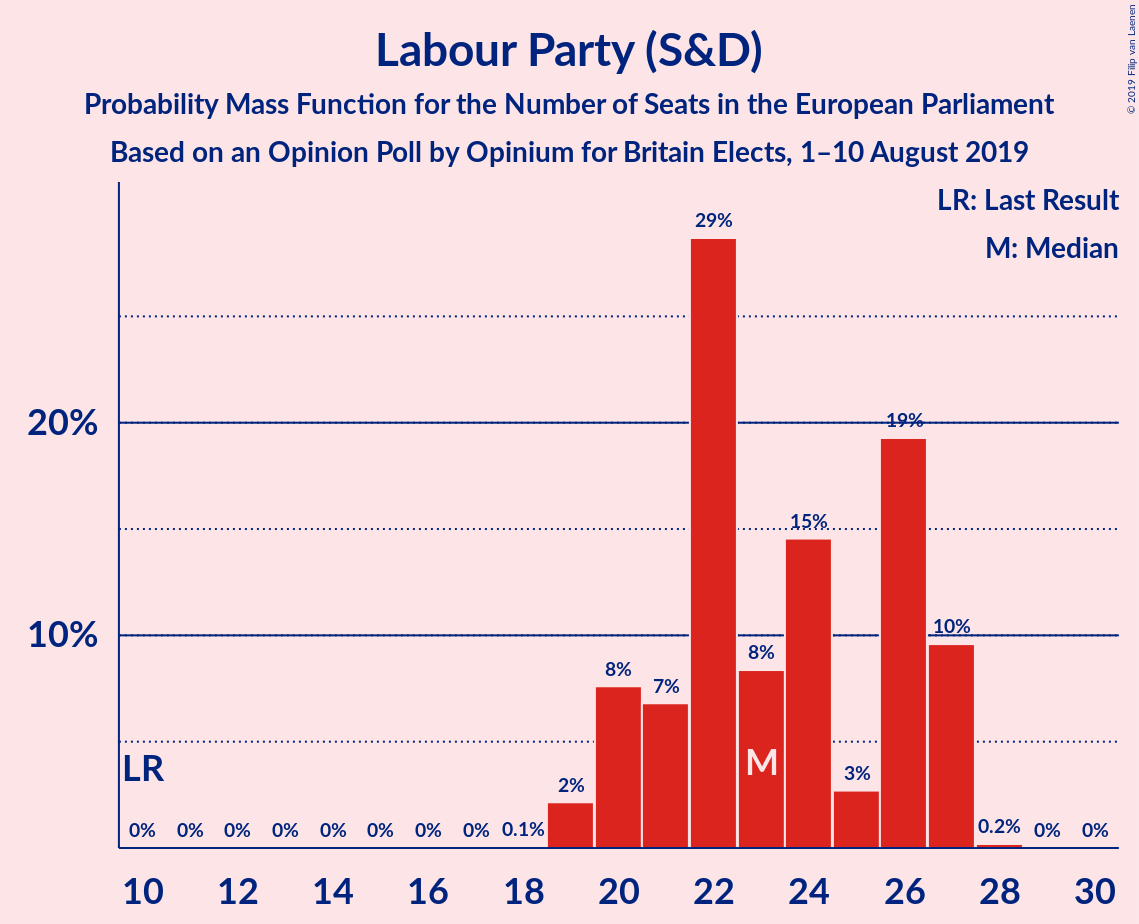 Labour Party (S&D)
Probability Mass Function for the Number of Seats in the European Parliament
Based on an Opinion Poll by Opinium for Britain Elects, 1–10 August 2019
© 2019 Filip van Laenen
LR: Last Result
M: Median
29%
20%
19%
15%
10%
10%
8%
8%
7%
M
LR
3%
2%
0%
0%
0%
0%
0%
0%
0%
0%
0.1%
0.2%
0%
0%
10 12 14 16 18 20 22 24 26 28 30